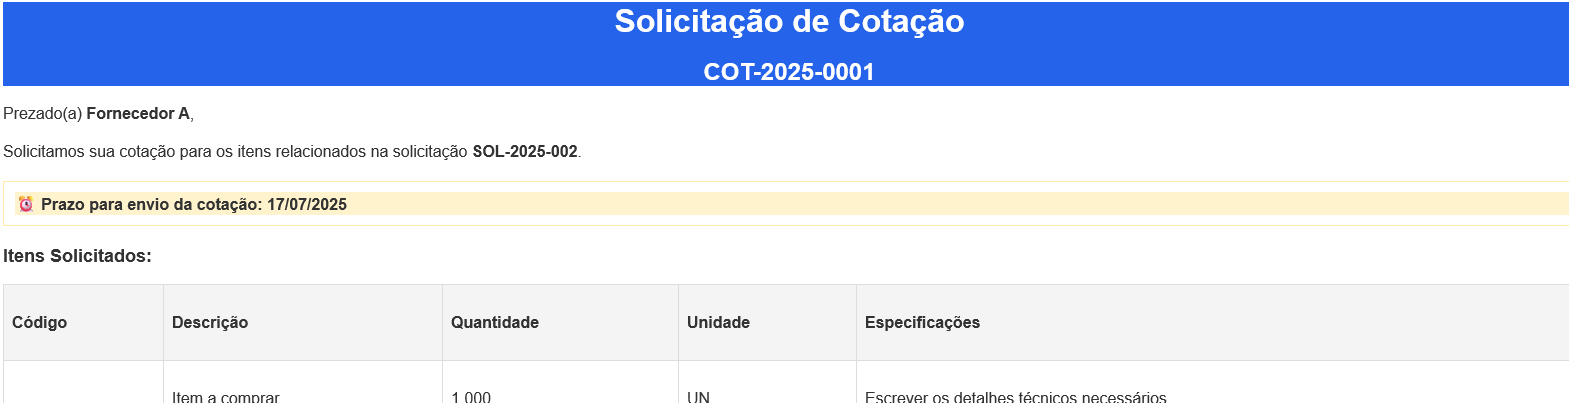 Solicitação de Cotação
COT-2025-0001
Prezado(a) Fornecedor A,
Solicitamos sua cotação para os itens relacionados na solicitação SOL-2025-002.
⏰ Prazo para envio da cotação: 17/07/2025
Itens Solicitados:
Código Descrição Quantidade Unidade Especificações
Item a comprar 1.000 UN Escrever os detalhes técnicos necessários